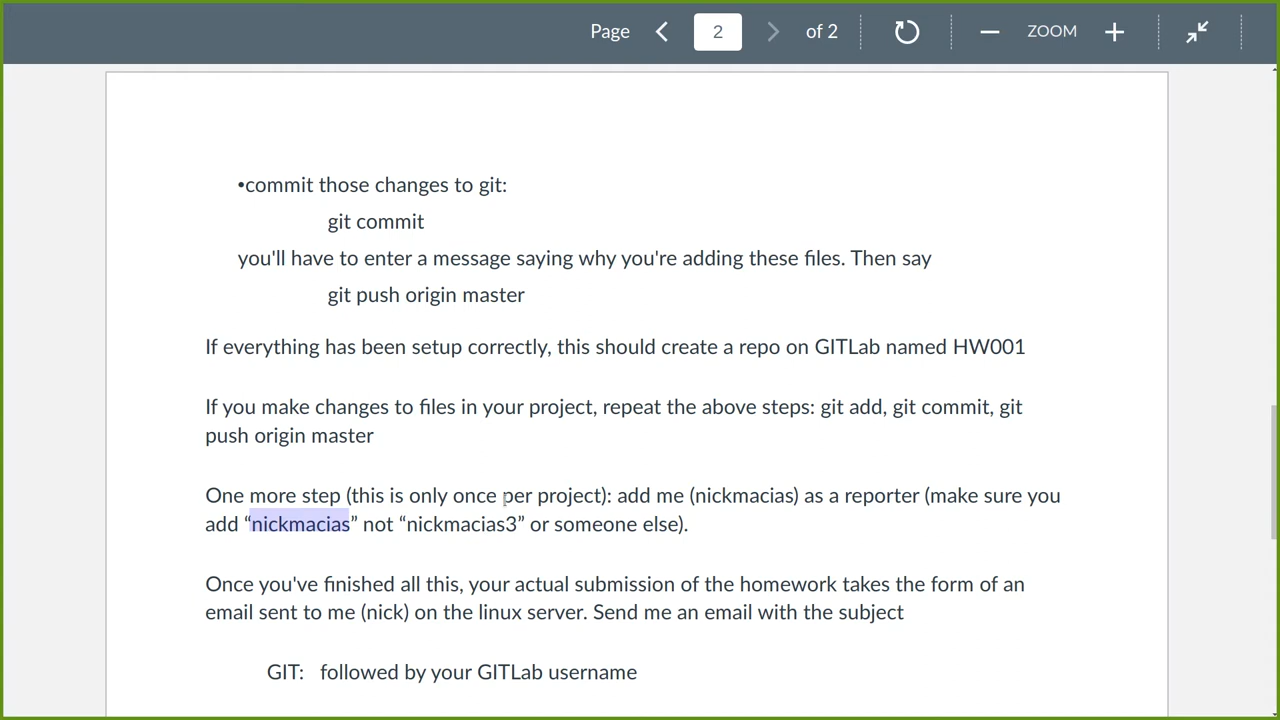 Page 2 of 2 ZOOM
•commit those changes to git:
git commit
you'll have to enter a message saying why you're adding these files. Then say
git push origin master
If everything has been setup correctly, this should create a repo on GITLab named HW001
If you make changes to files in your project, repeat the above steps: git add, git commit, git
push origin master
One more step (this is only once per project): add me (nickmacias) as a reporter (make sure you
add “nickmacias” not “nickmacias3” or someone else).
Once you've finished all this, your actual submission of the homework takes the form of an
email sent to me (nick) on the linux server. Send me an email with the subject
GIT: followed by your GITLab username